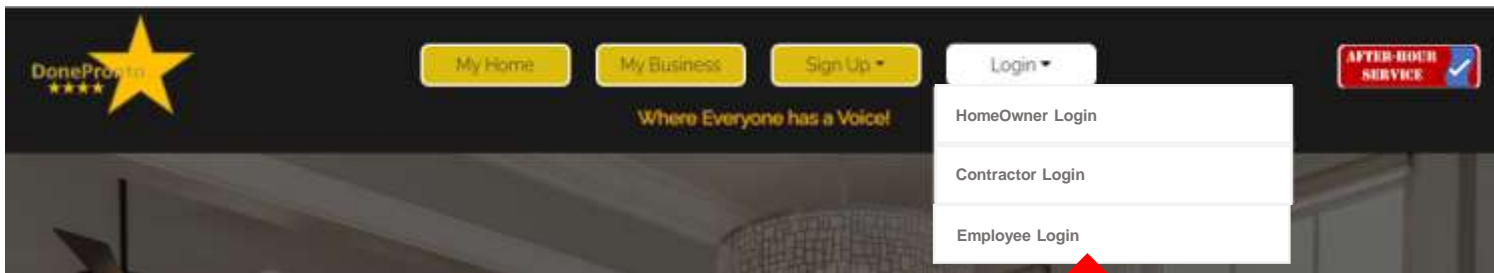 DonePronto
My Home
My Business
Sign Up
Login
AFTER-HOUR
SERVICE
Where Everyone has a Voice!
HomeOwner Login
Contractor Login
Employee Login